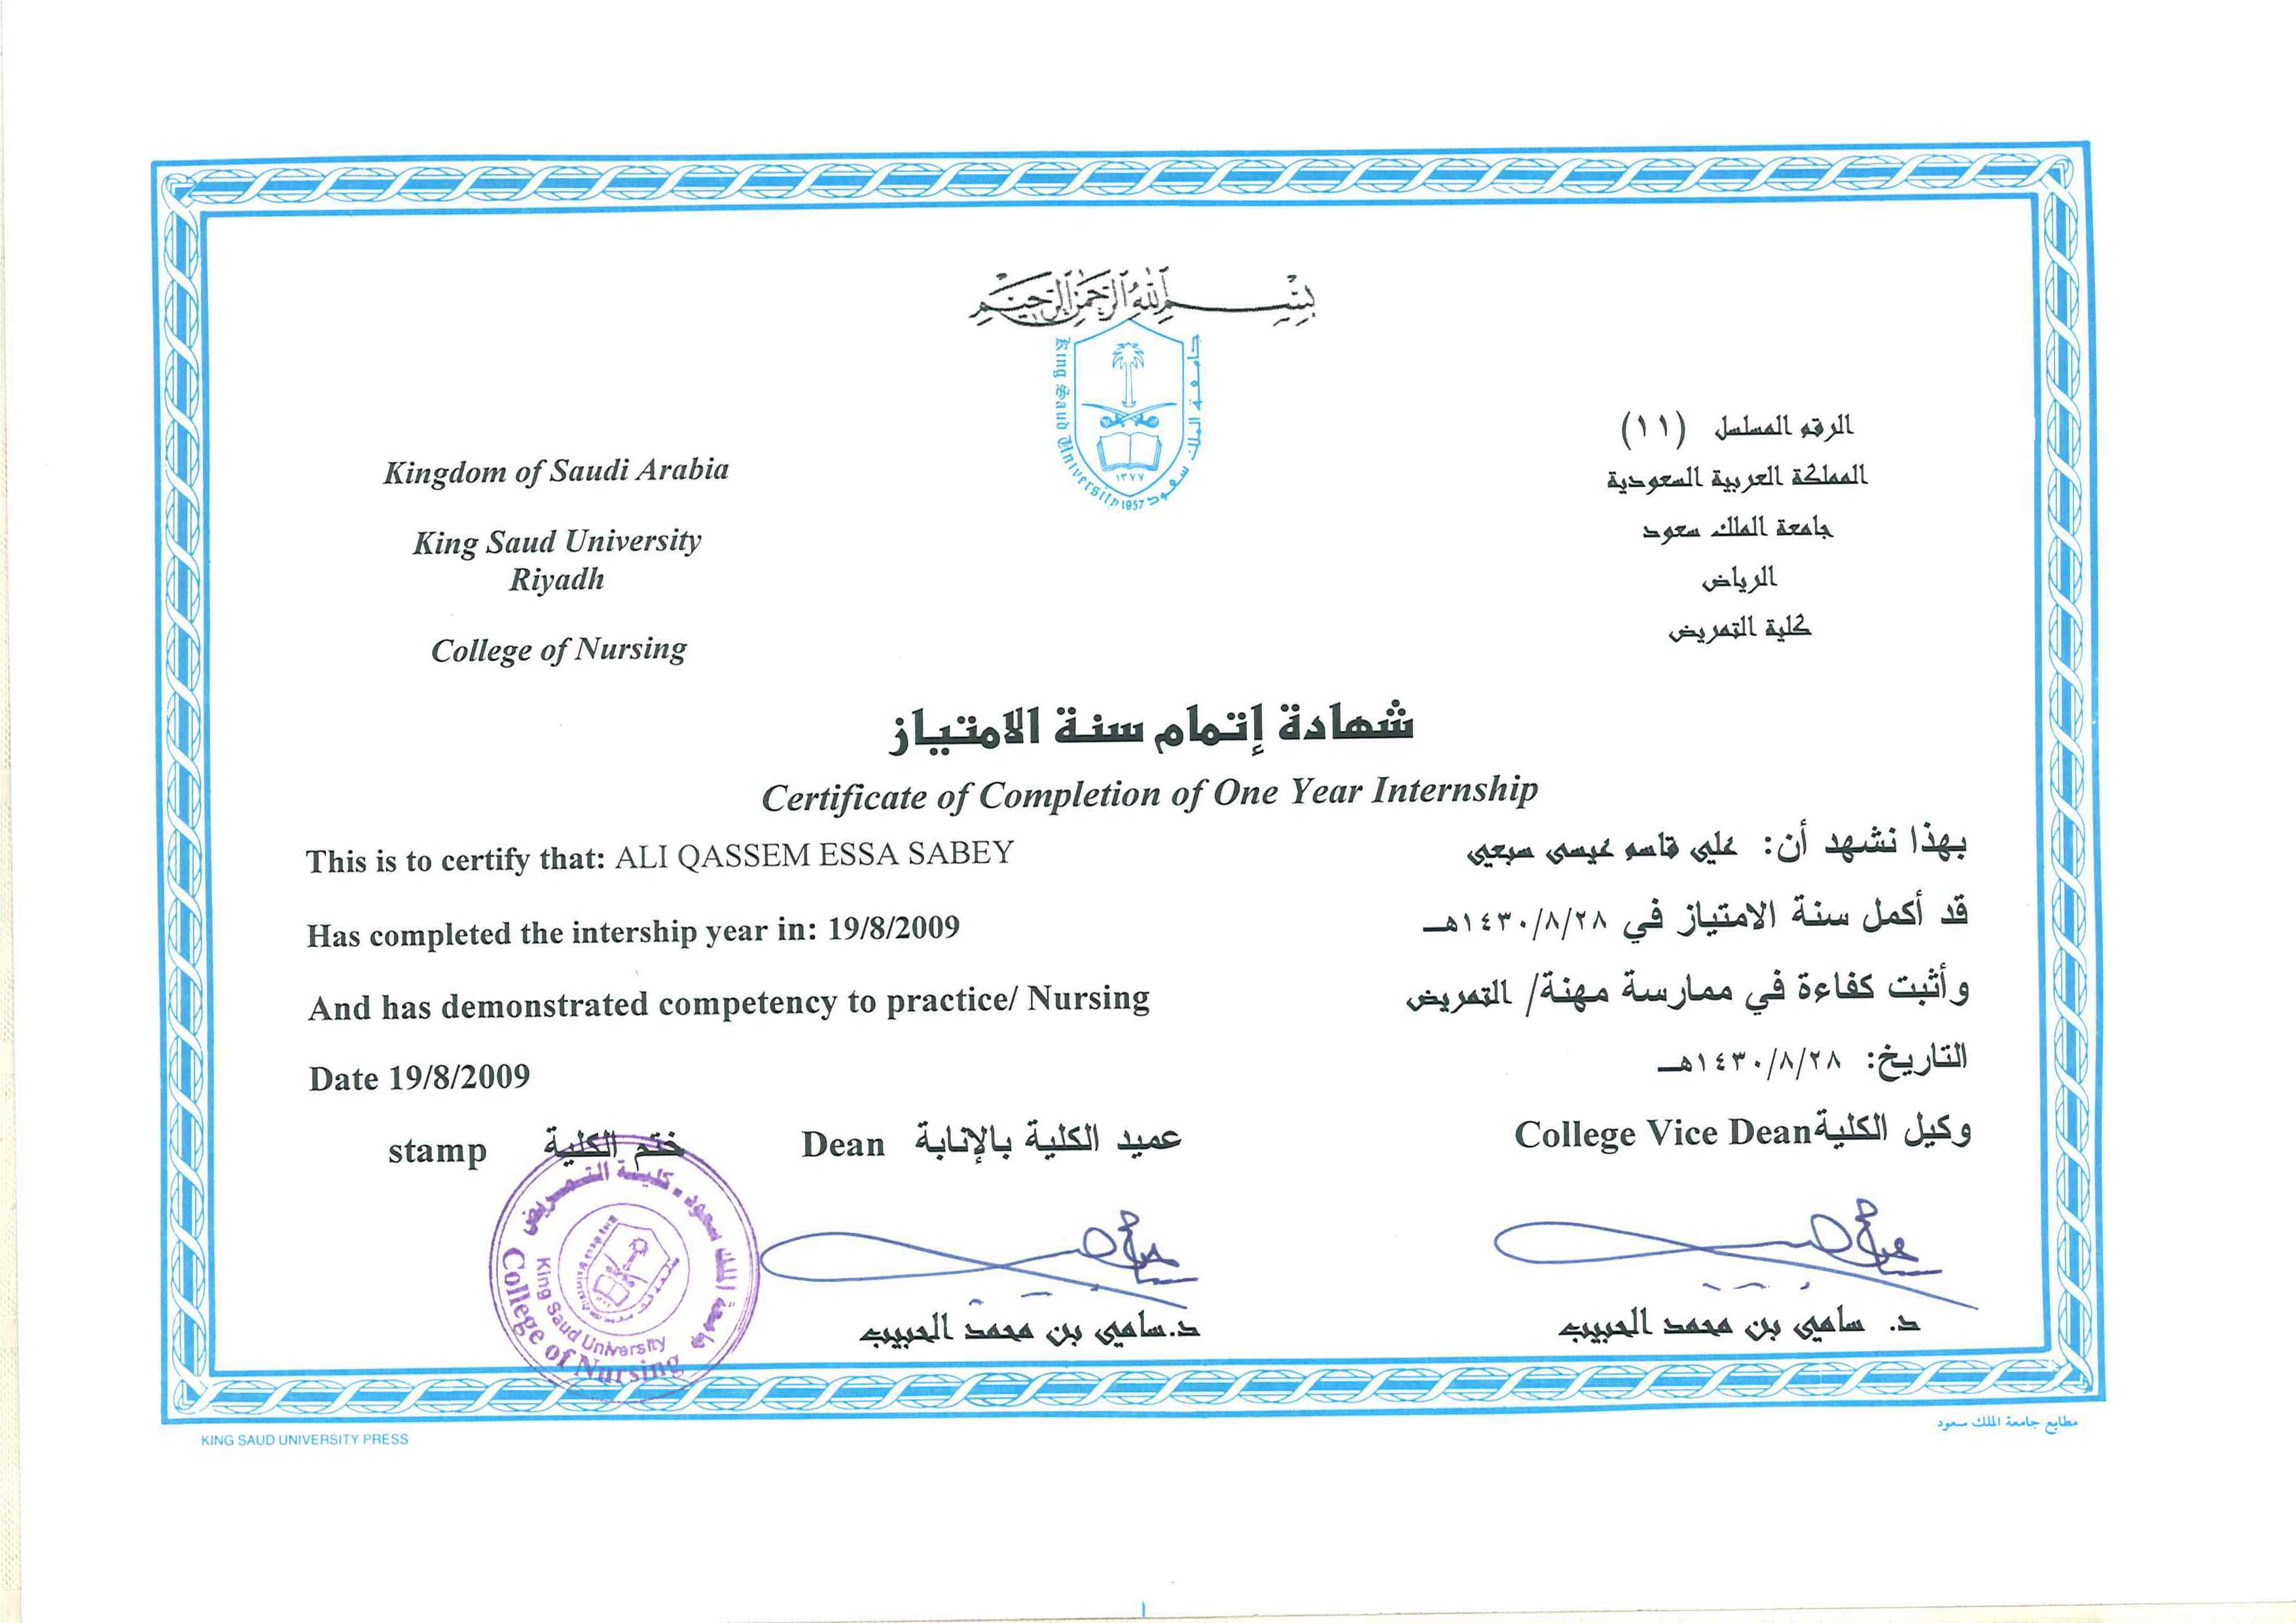 بسم الله الرحمن الرحيم
King Saud University 1957
جامعة الملك سعود
١٣٧٧
Kingdom of Saudi Arabia
King Saud University
Riyadh
College of Nursing
الرقم المسلسل (١١)
المملكة العربية السعودية
جامعة الملك سعود
الرياض
كلية التمريض
شهادة إتمام سنة الامتياز
Certificate of Completion of One Year Internship
This is to certify that: ALI QASSEM ESSA SABEY
بهذا نشهد أن: علي قاسم عيسى سبعي
Has completed the intership year in: 19/8/2009
قد أكمل سنة الامتياز في ١٤٣٠/٨/٢٨هـ
And has demonstrated competency to practice/ Nursing
وأثبت كفاءة في ممارسة مهنة/ التمريض
Date 19/8/2009
التاريخ: ١٤٣٠/٨/٢٨هـ
stamp ختم الكلية
Dean عميد الكلية بالإنابة
College Vice Dean وكيل الكلية
جامعة الملك سعود - كلية التمريض
King Saud University
College of Nursing
د.سامي بن محمد الحبيب
د. سامي بن محمد الحبيب
KING SAUD UNIVERSITY PRESS
مطابع جامعة الملك سعود